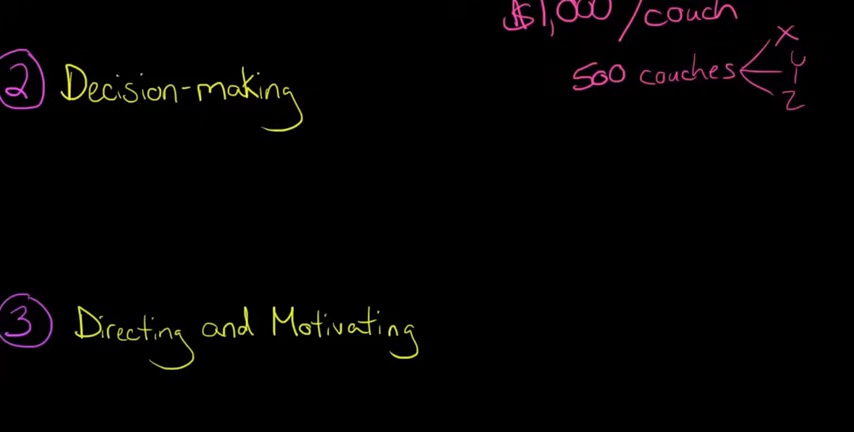 $1,000/couch
X
② Decision-making 500 couches Y
Z
③ Directing and Motivating